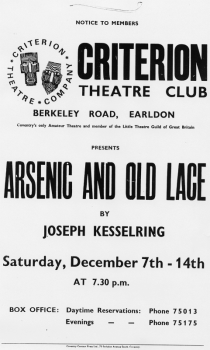 NOTICE TO MEMBERS
CRITERION
THEATRE
COMPANY
CRITERION
THEATRE CLUB
BERKELEY ROAD, EARLDON
Coventry's only Amateur Theatre and member of the Little Theatre Guild of Great Britain
PRESENTS
ARSENIC AND OLD LACE
BY
JOSEPH KESSELRING
Saturday, December 7th - 14th
AT 7.30 p.m.
BOX OFFICE: Daytime Reservations: Phone 75013
Evenings — — Phone 75175